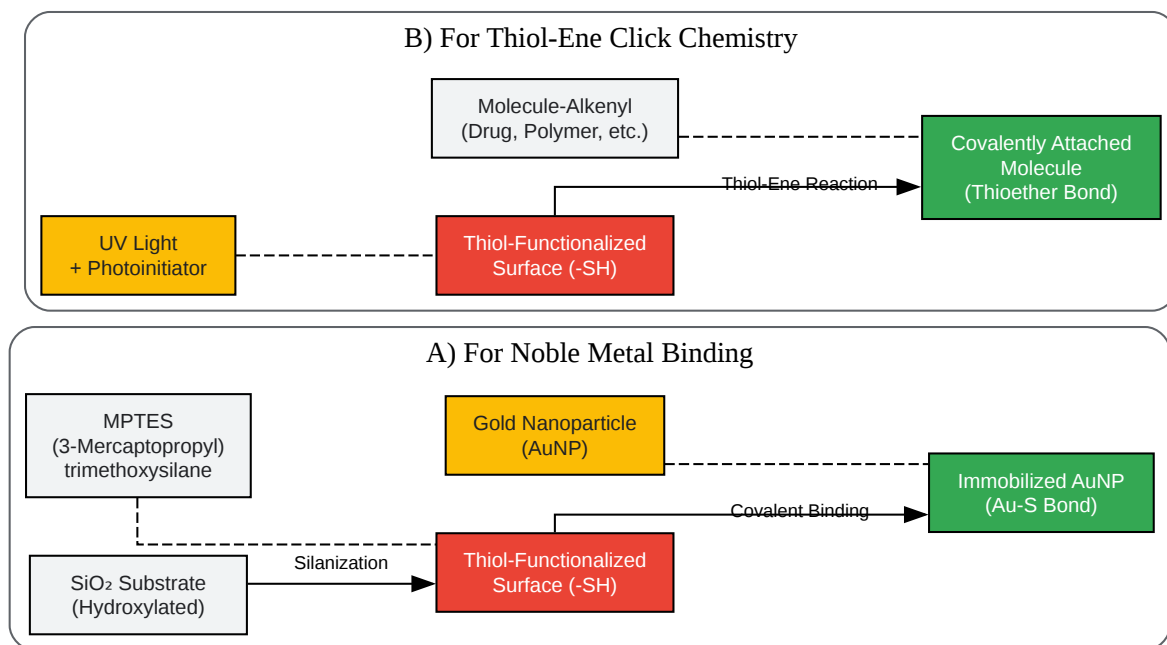 B) For Thiol-Ene Click Chemistry
Molecule-Alkenyl
(Drug, Polymer, etc.)
Covalently Attached
Molecule
(Thioether Bond)
Thiol-Ene Reaction
UV Light
+ Photoinitiator
Thiol-Functionalized
Surface (-SH)
A) For Noble Metal Binding
MPTES
(3-Mercaptopropyl)
trimethoxysilane
Gold Nanoparticle
(AuNP)
Immobilized AuNP
(Au-S Bond)
Covalent Binding
SiO₂ Substrate
(Hydroxylated)
Silanization
Thiol-Functionalized
Surface (-SH)